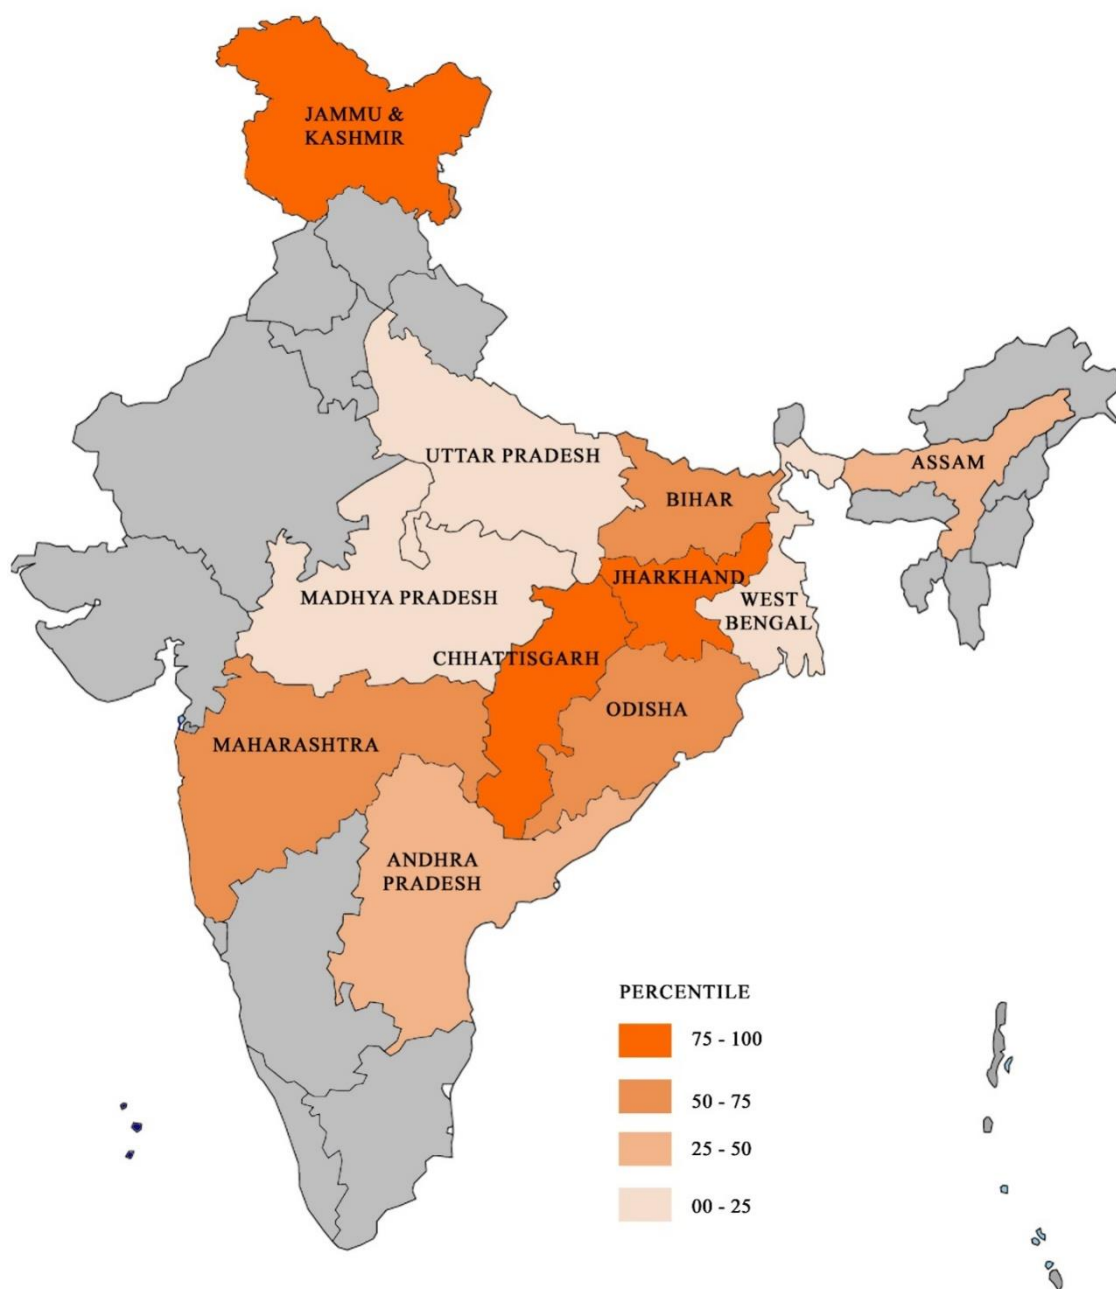 JAMMU &
KASHMIR
UTTAR PRADESH
ASSAM
BIHAR
JHARKHAND
MADHYA PRADESH
WEST
BENGAL
CHHATTISGARH
ODISHA
MAHARASHTRA
ANDHRA
PRADESH
PERCENTILE
75 - 100
50 - 75
25 - 50
00 - 25